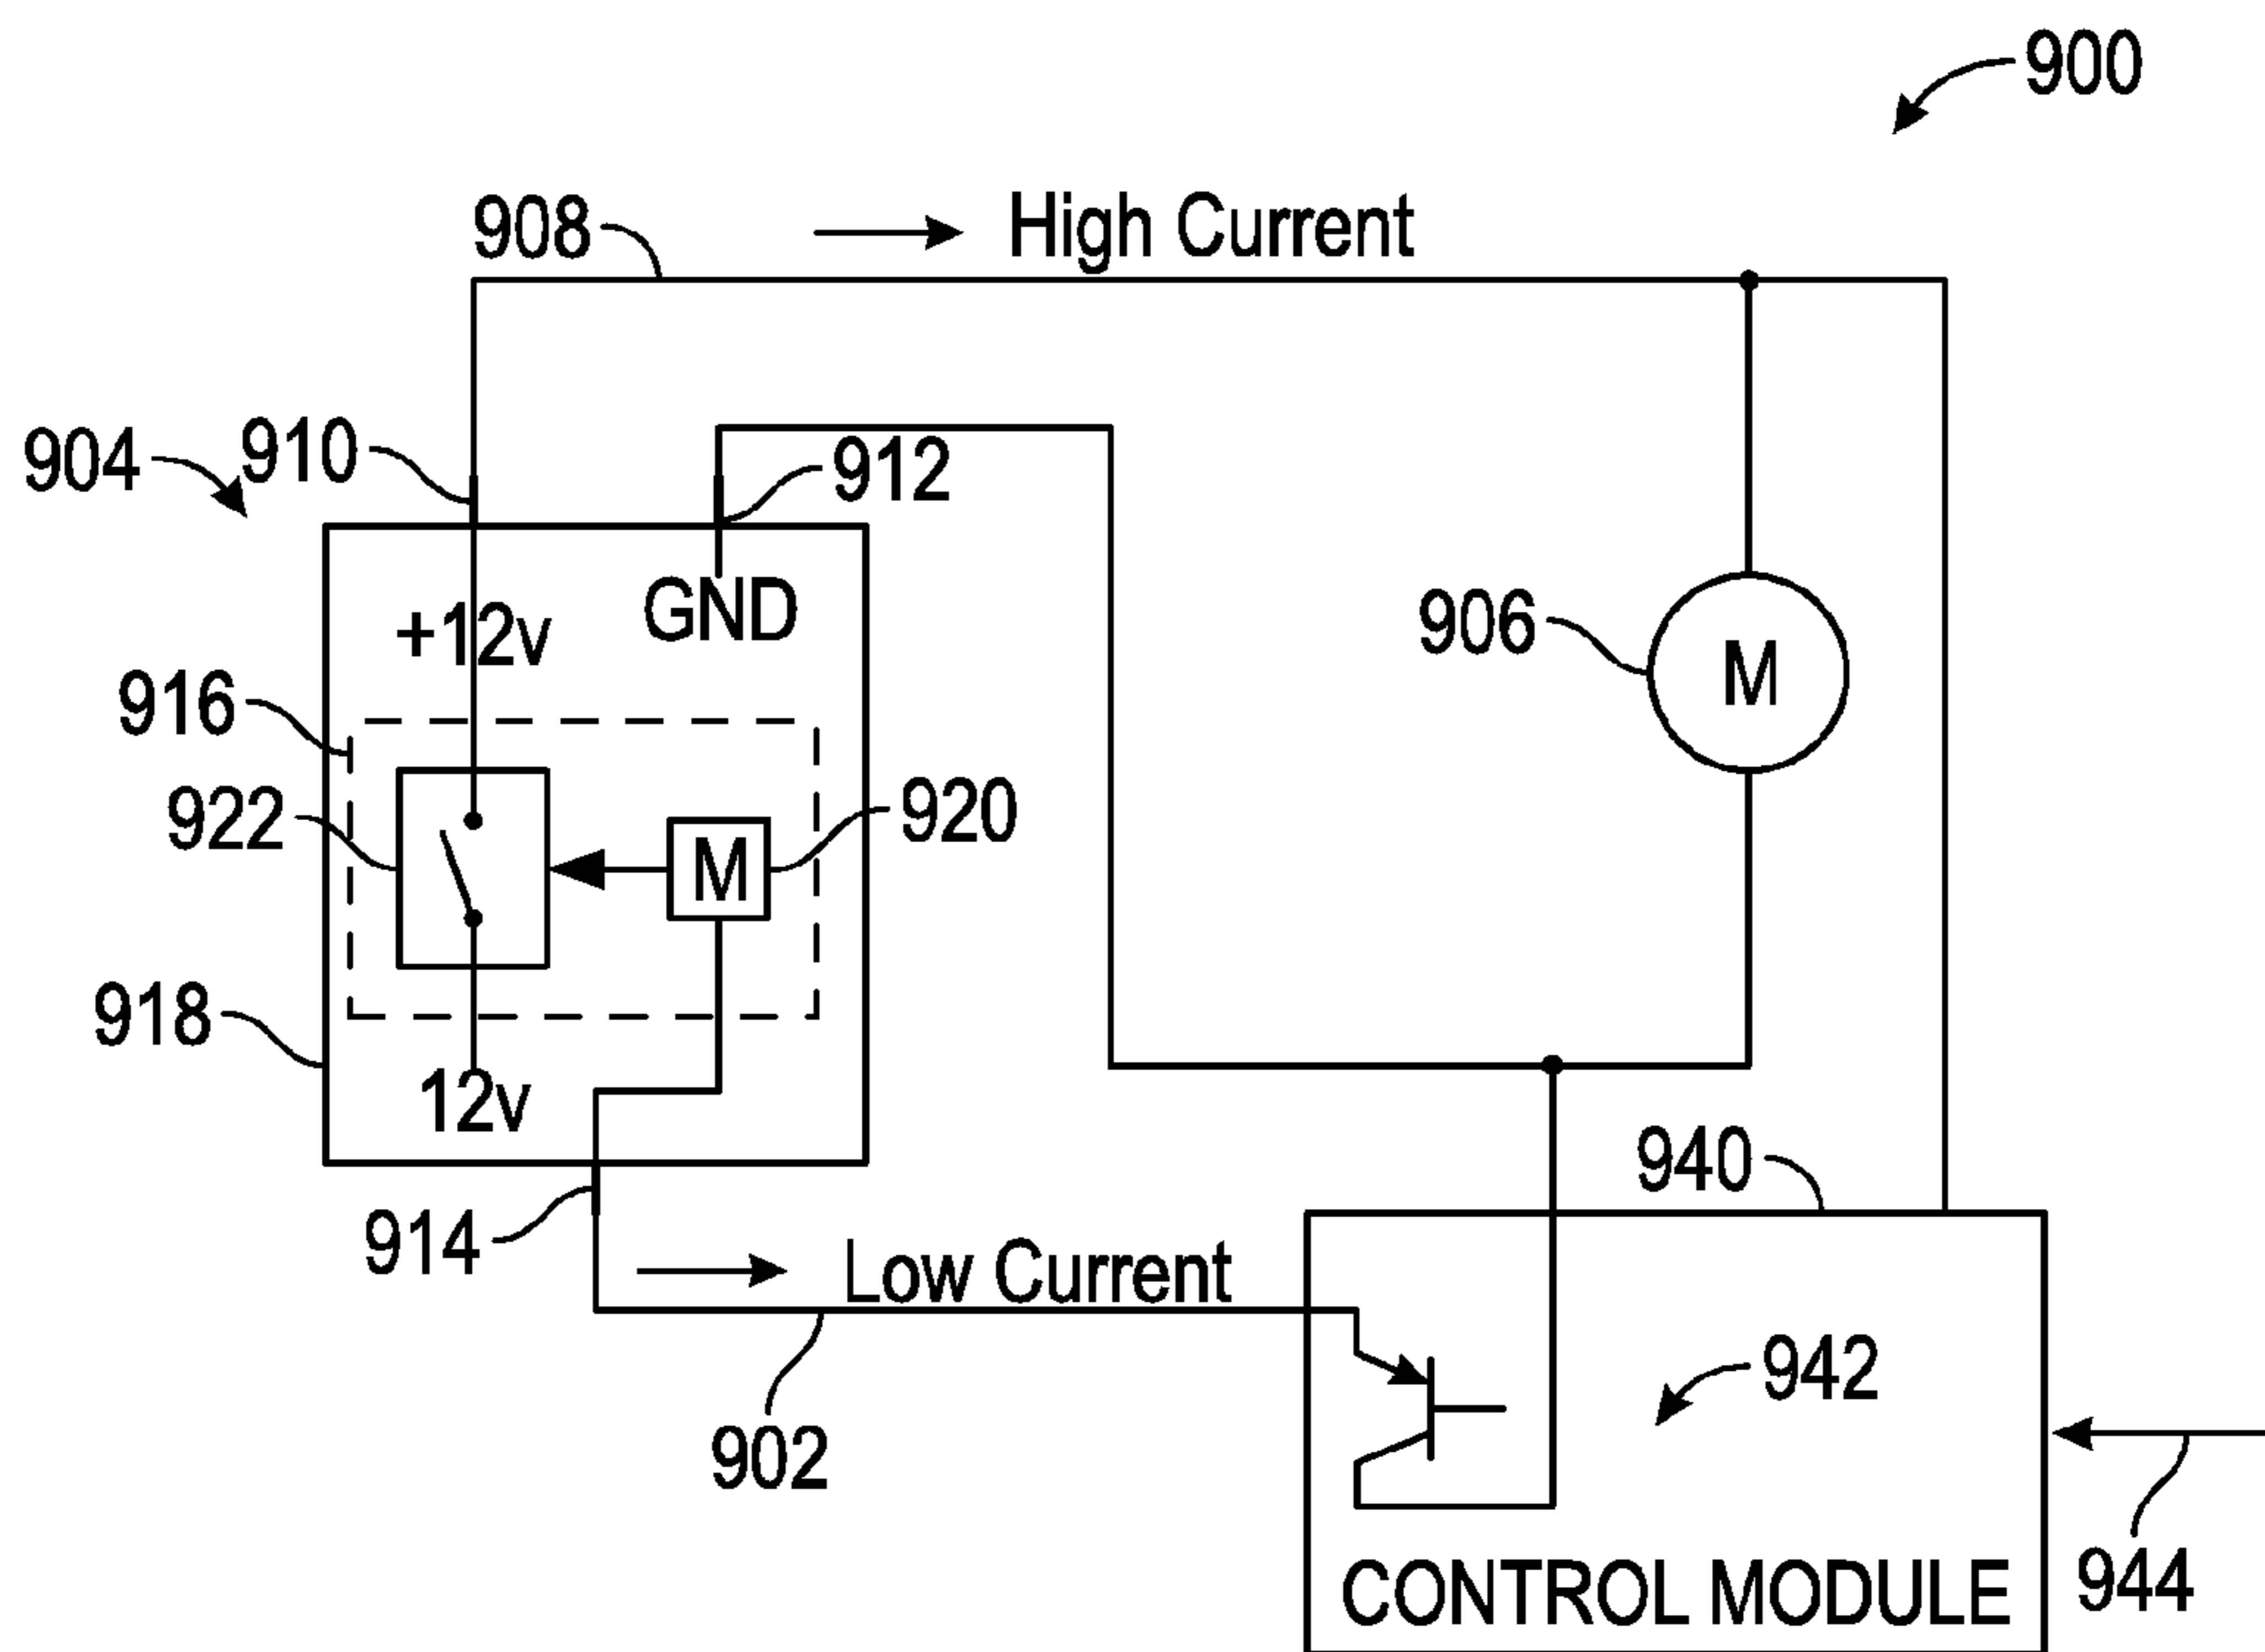 900
908
High Current
904
910
912
+12v
GND
906
M
916
922
M
920
918
12v
940
914
Low Current
942
902
CONTROL MODULE
944